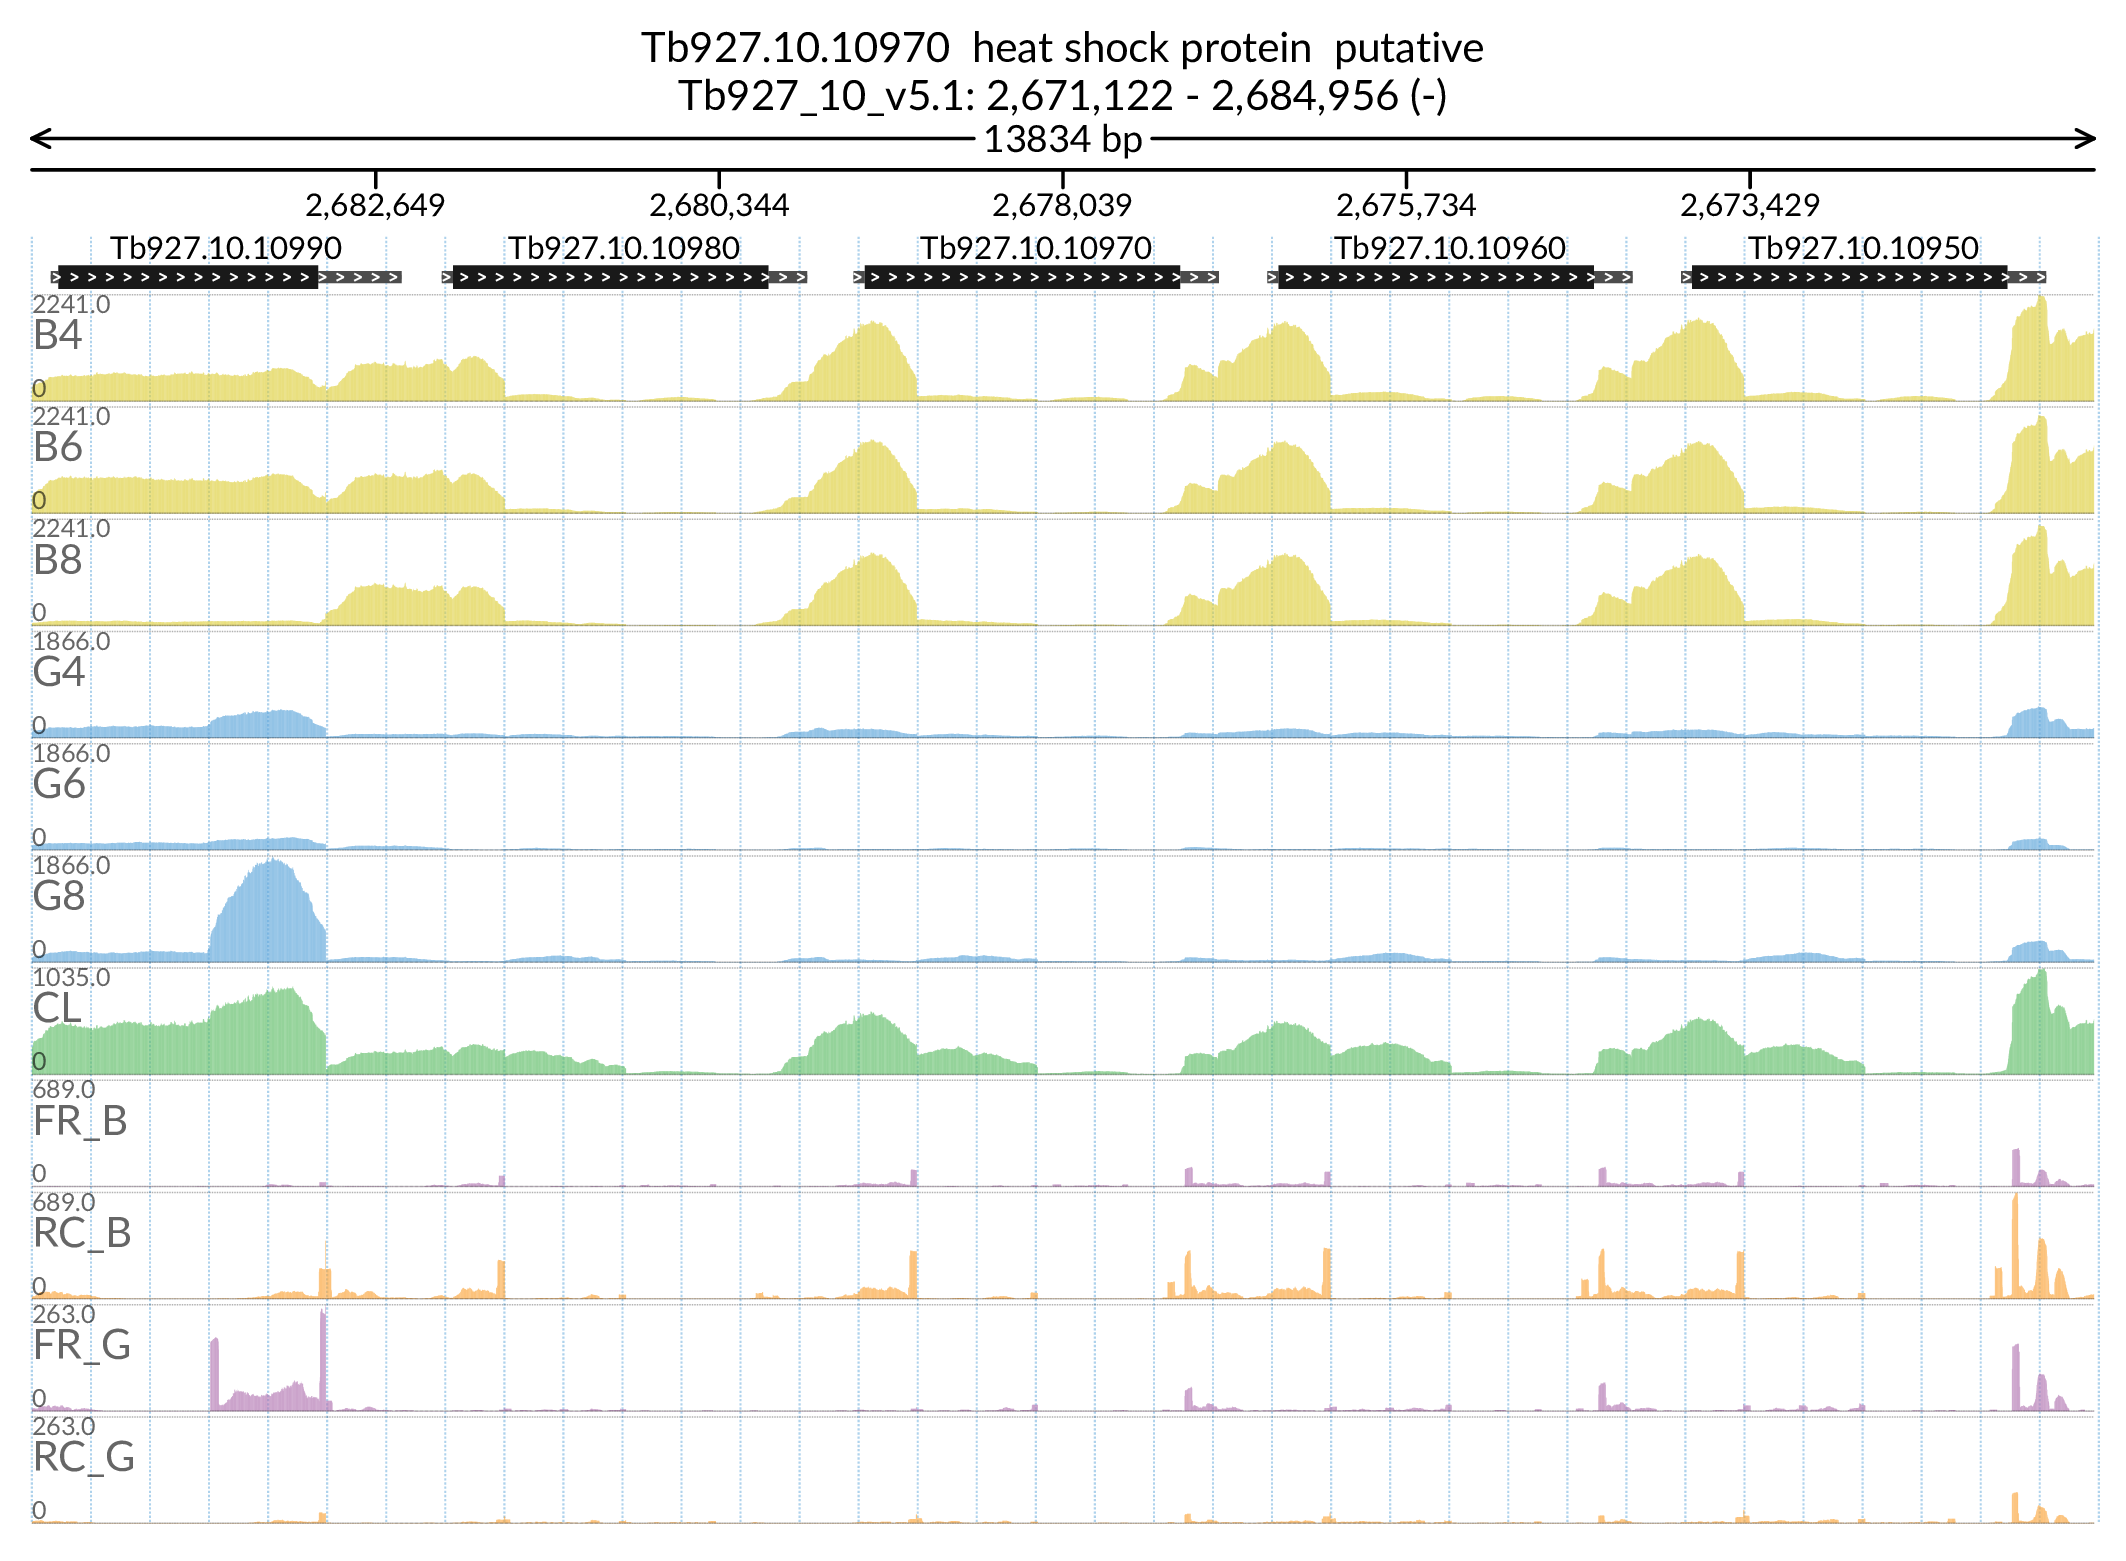 Tb927.10.10970 heat shock protein putative
Tb927_10_v5.1: 2,671,122 - 2,684,956 (-)
13834 bp
2,682,649 2,680,344 2,678,039 2,675,734 2,673,429
Tb927.10.10990 Tb927.10.10980 Tb927.10.10970 Tb927.10.10960 Tb927.10.10950
2241.0
B4
0
2241.0
B6
0
2241.0
B8
0
1866.0
G4
0
1866.0
G6
0
1866.0
G8
0
1035.0
CL
0
689.0
FR_B
0
689.0
RC_B
0
263.0
FR_G
0
263.0
RC_G
0